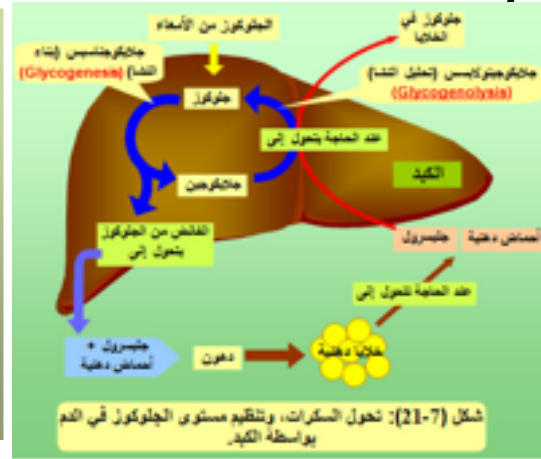 الجلوكوز من الأمعاء
جلوكوز في
الخلايا
جلايكوجناسيس (بناء
النشا) (Glycogenesis)
جلايكوجينولايسس (تحليل النشا)
(Glycogenolysis)
جلوكوز
عند الحاجة يتحول إلى
جلايكوجين
الكبد
الفائض من الجلوكوز
يتحول إلى
جليسرول
أحماض دهنية
عند الحاجة تتحول إلى
جليسرول +
أحماض دهنية
دهون
خلايا دهنية
شكل (7-21): تحول السكرات، وتنظيم مستوى الجلوكوز في الدم
بواسطة الكبد.